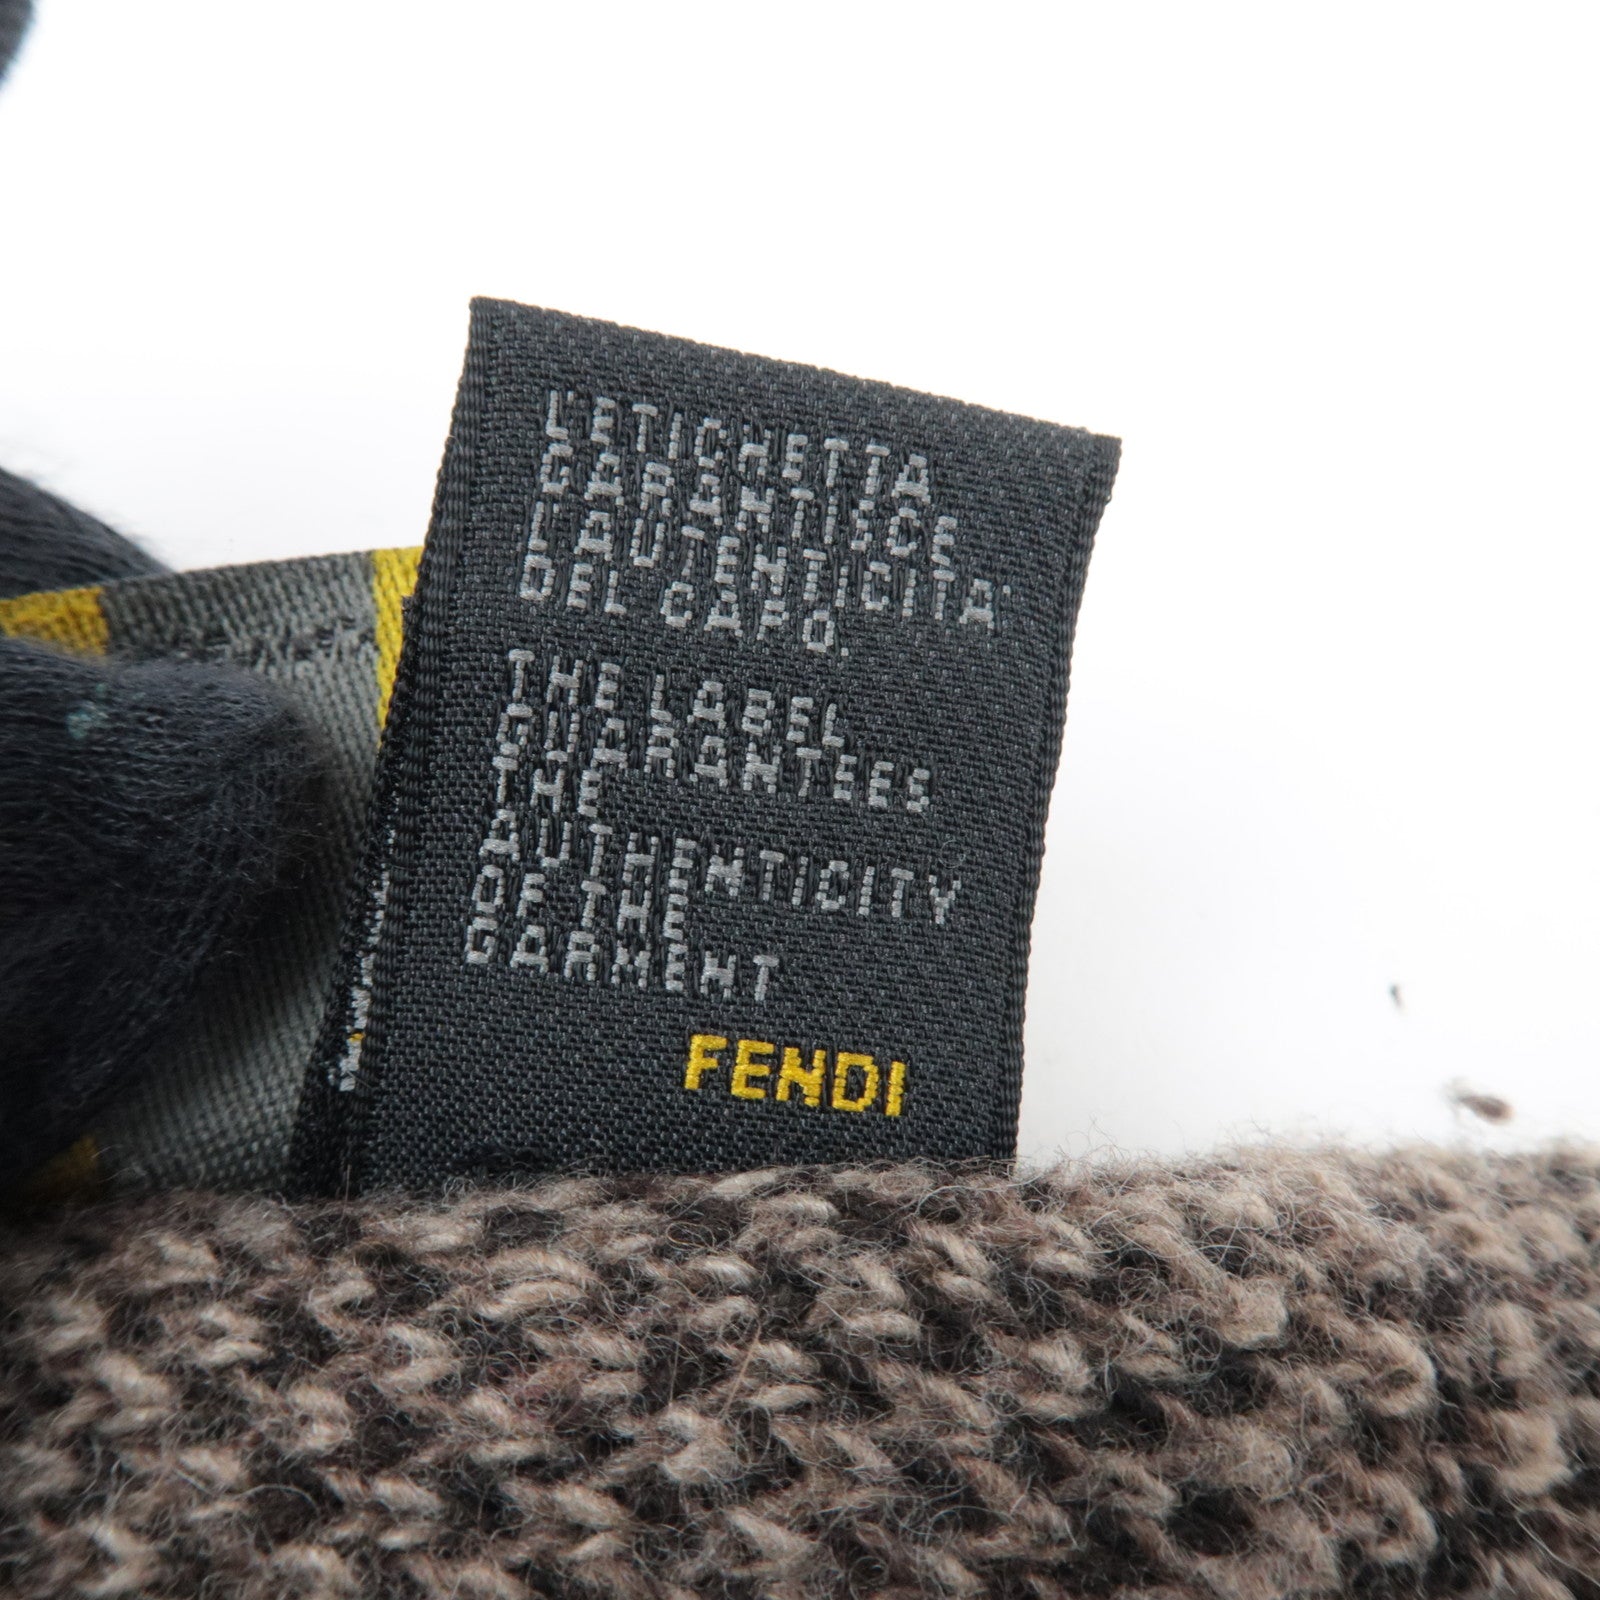 L'ETICHETTA
GARANTISCE
L'AUTENTICITA'
DEL CAPO.
THE LABEL
GUARANTEES
THE
AUTHENTICITY
OF THE
GARMENT
FENDI